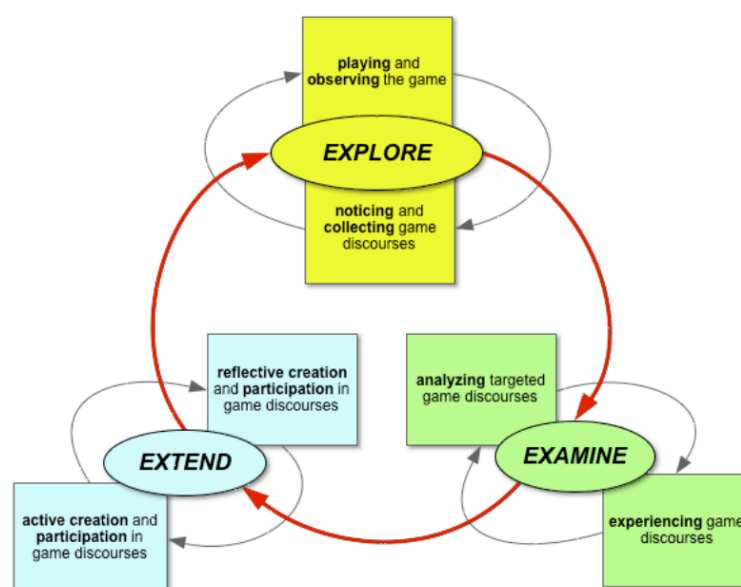 playing and
observing the game
EXPLORE
noticing and
collecting game
discourses
reflective creation
and participation in
game discourses
analyzing targeted
game discourses
EXTEND
EXAMINE
active creation and
participation in
game discourses
experiencing game
discourses